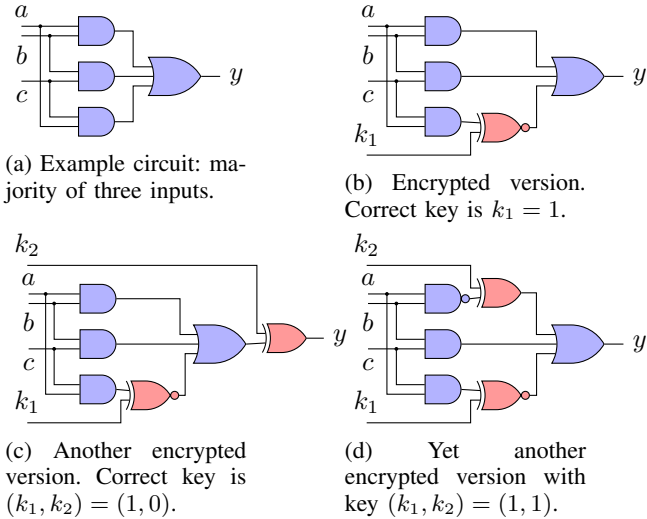 a
b
c
y
(a) Example circuit: ma-
jority of three inputs.
a
b
c
k₁
y
(b) Encrypted version.
Correct key is k₁ = 1.
k₂
a
b
c
k₁
y
(c) Another encrypted
version. Correct key is
(k₁, k₂) = (1, 0).
k₂
a
b
c
k₁
y
(d) Yet another
encrypted version with
key (k₁, k₂) = (1, 1).